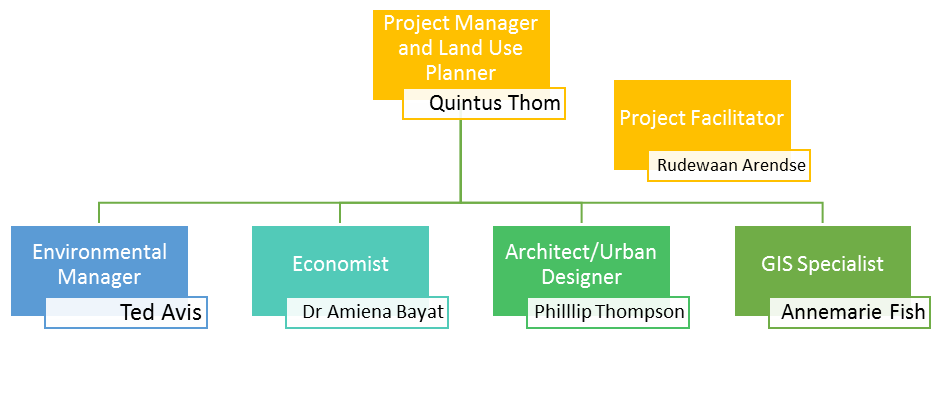 Project Manager
and Land Use
Planner
Quintus Thom
Project Facilitator
Rudewaan Arendse
Environmental
Manager
Ted Avis
Economist
Dr Amiena Bayat
Architect/Urban
Designer
Philllip Thompson
GIS Specialist
Annemarie Fish